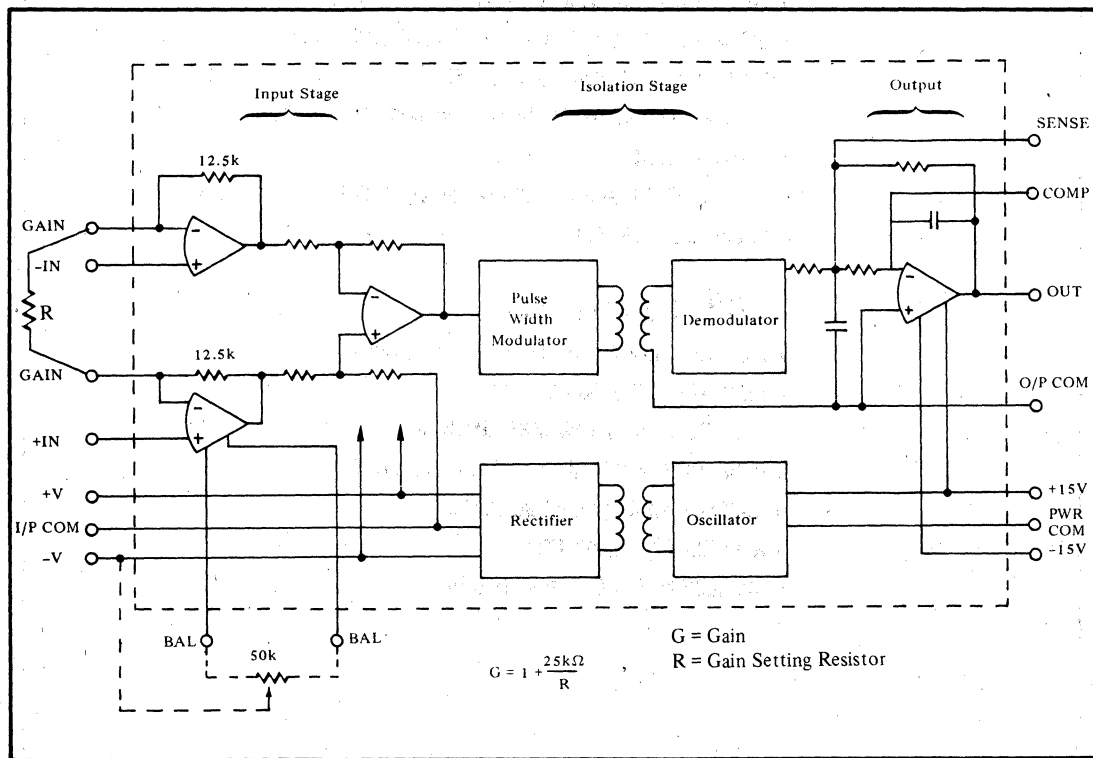 Input Stage
Isolation Stage
Output
SENSE
12.5k
COMP
GAIN
−
+
−IN
−
+
Pulse
Width
Modulator
Demodulator
−
+
OUT
R
12.5k
GAIN
−
+
O/P COM
+IN
+V
I/P COM
−V
Rectifier
Oscillator
+15V
PWR
COM
−15V
BAL
BAL
50k
G = 1 + 25kΩ
R
,
G = Gain
R = Gain Setting Resistor